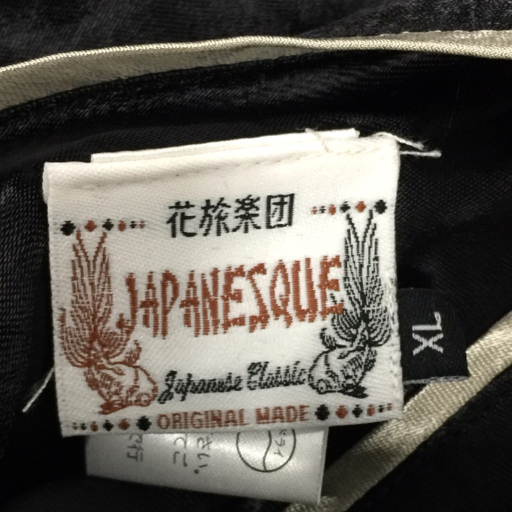 花旅楽団
JAPANESQUE
Japanese Classic
ORIGINAL MADE
XL